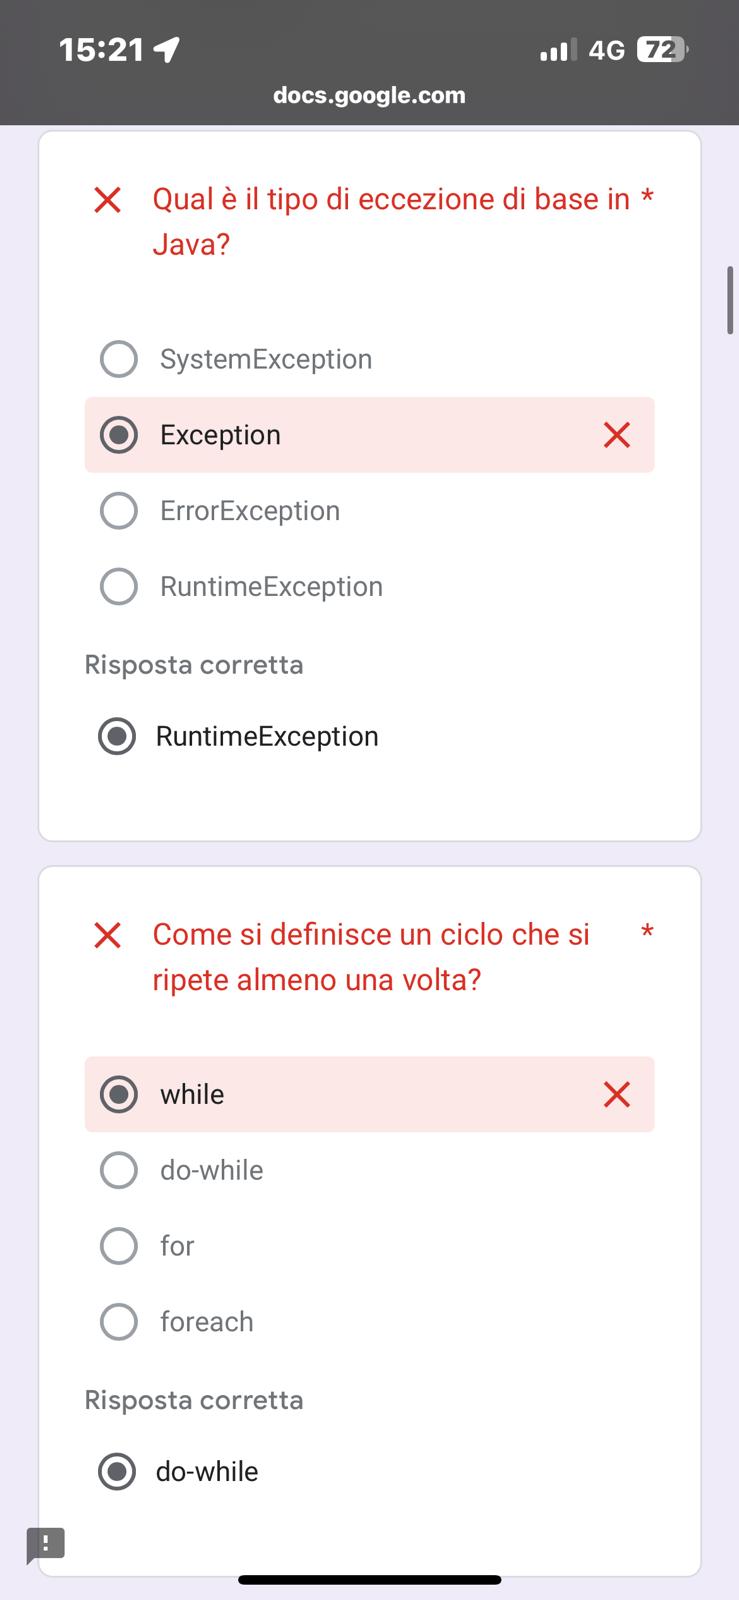 15:21
4G
72
docs.google.com
Qual è il tipo di eccezione di base in *
Java?
SystemException
Exception
ErrorException
RuntimeException
Risposta corretta
RuntimeException
Come si definisce un ciclo che si *
ripete almeno una volta?
while
do-while
for
foreach
Risposta corretta
do-while